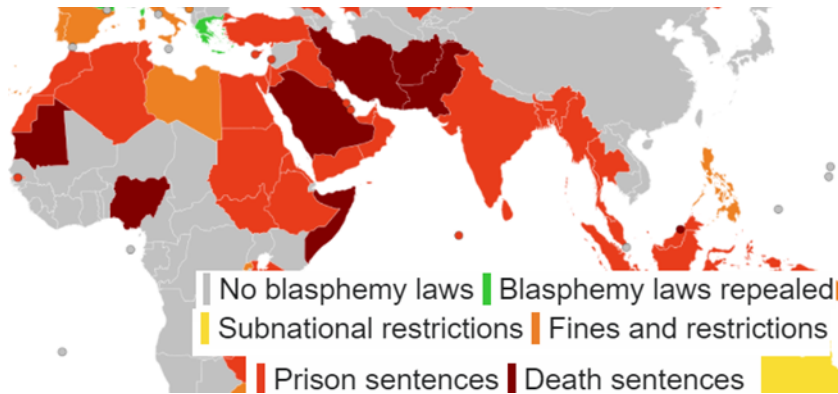 No blasphemy laws Blasphemy laws repealed
Subnational restrictions Fines and restrictions
Prison sentences Death sentences